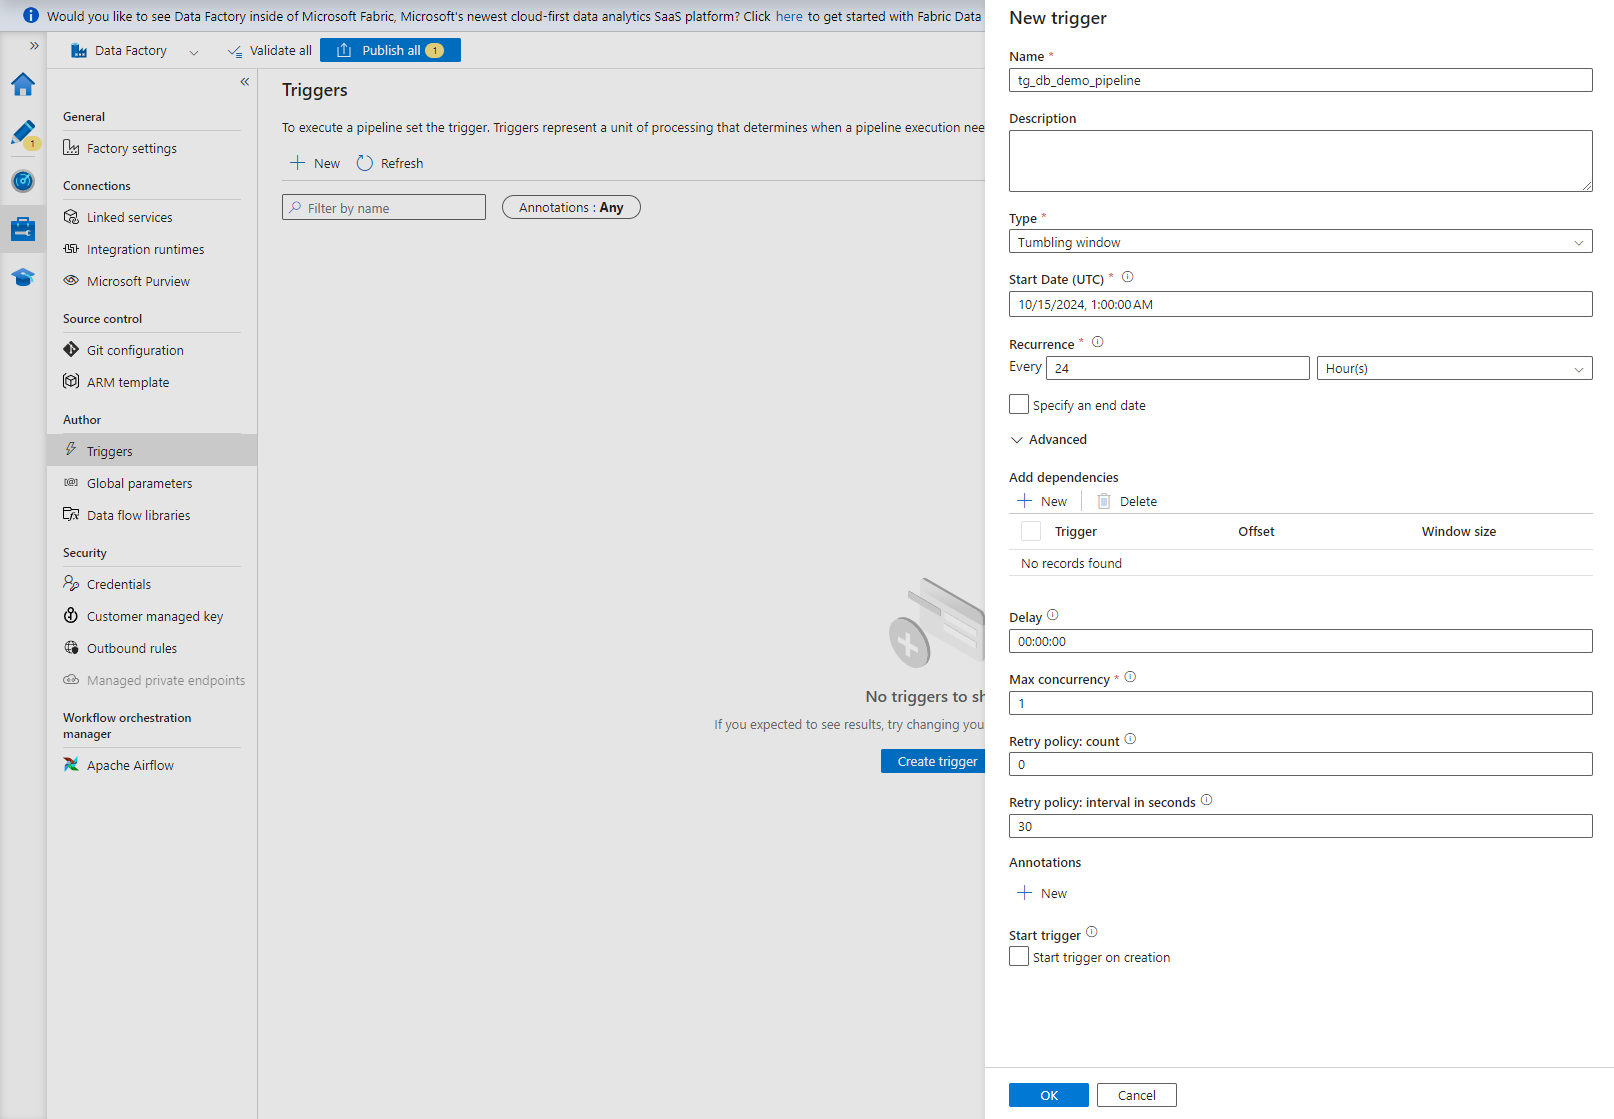 Would you like to see Data Factory inside of Microsoft Fabric, Microsoft's newest cloud-first data analytics SaaS platform? Click here to get started with Fabric Data
Data Factory
Validate all
Publish all 1
1
General
Factory settings
Connections
Linked services
Integration runtimes
Microsoft Purview
Source control
Git configuration
ARM template
Author
Triggers
Global parameters
Data flow libraries
Security
Credentials
Customer managed key
Outbound rules
Managed private endpoints
Workflow orchestration
manager
Apache Airflow
Triggers
To execute a pipeline set the trigger. Triggers represent a unit of processing that determines when a pipeline execution nee
New Refresh
Filter by name
Annotations : Any
No triggers to sh
If you expected to see results, try changing you
Create trigger
New trigger
Name *
tg_db_demo_pipeline
Description
Type *
Tumbling window
Start Date (UTC) *
10/15/2024, 1:00:00 AM
Recurrence *
Every 24 Hour(s)
Specify an end date
Advanced
Add dependencies
New Delete
Trigger Offset Window size
No records found
Delay
00:00:00
Max concurrency *
1
Retry policy: count
0
Retry policy: interval in seconds
30
Annotations
New
Start trigger
Start trigger on creation
OK Cancel